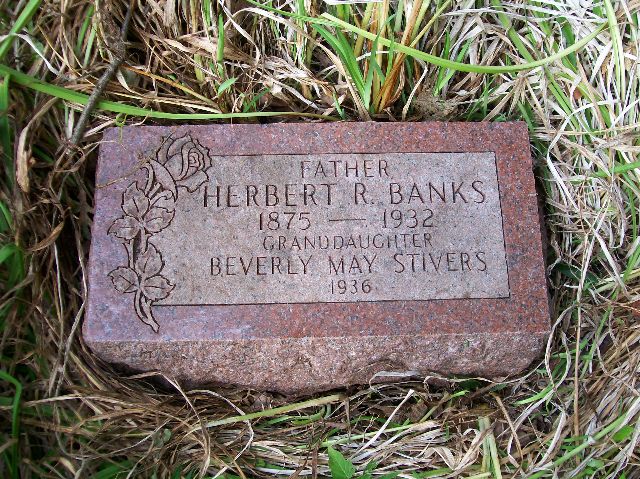 FATHER
HERBERT R. BANKS
1875 — 1932
GRANDDAUGHTER
BEVERLY MAY STIVERS
1936